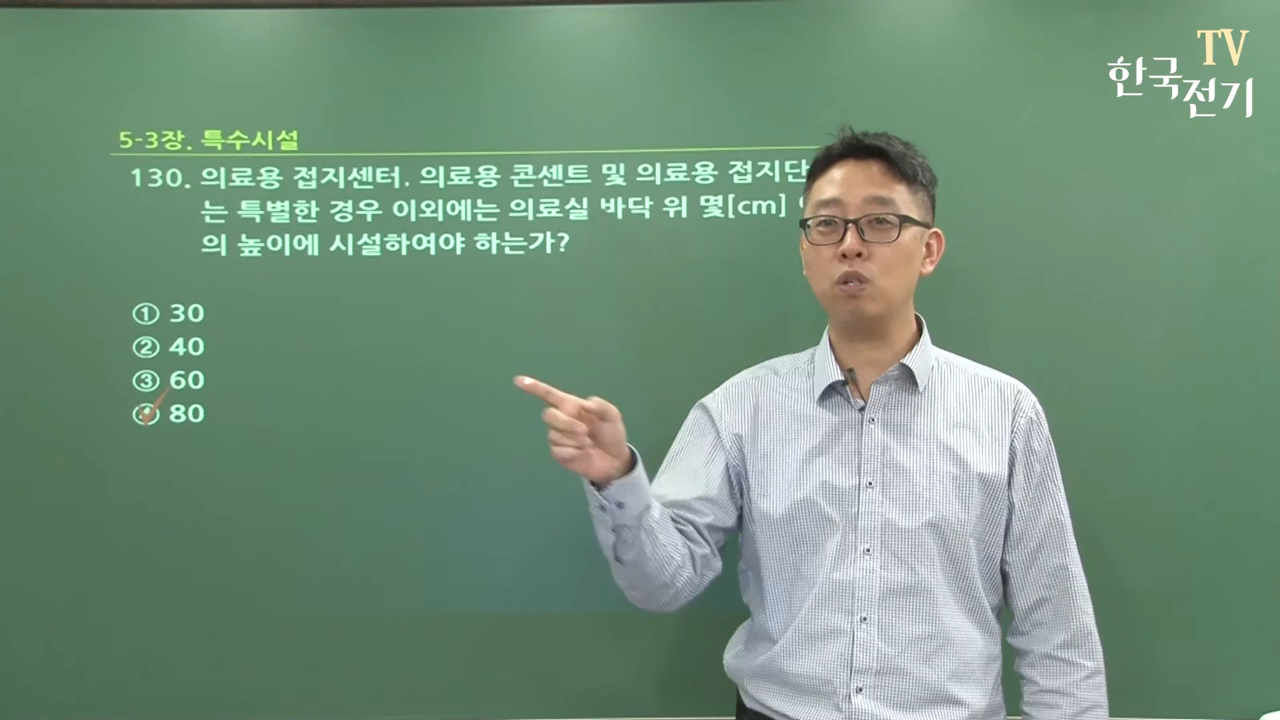 TV
한국전기
5-3장. 특수시설
130. 의료용 접지센터, 의료용 콘센트 및 의료용 접지단
는 특별한 경우 이외에는 의료실 바닥 위 몇[cm]
의 높이에 시설하여야 하는가?
① 30
② 40
③ 60
④ 80